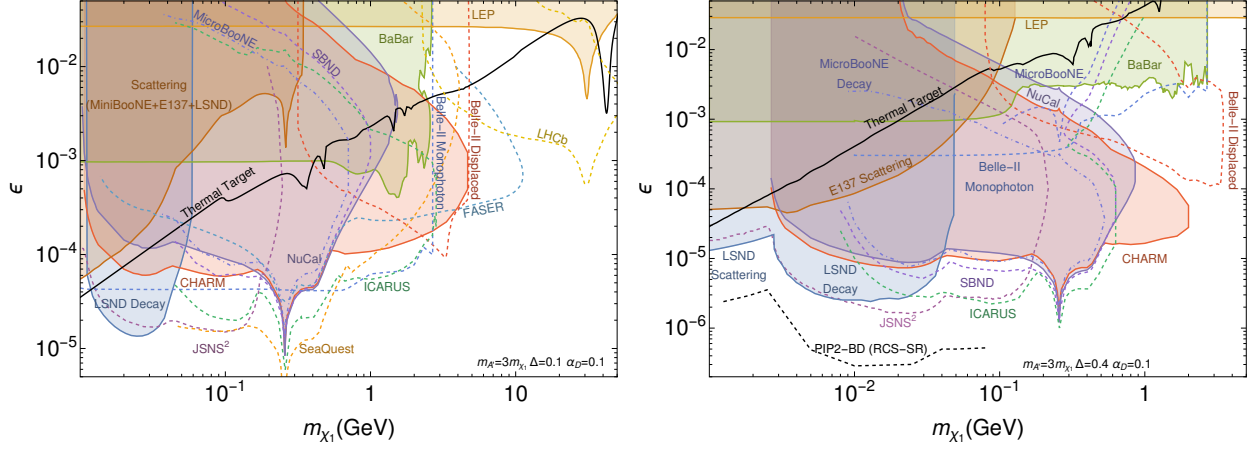 MicroBooNE
LEP
SBND
BaBar
Scattering
(MiniBooNE+E137+LSND)
LHCb
Belle-II Monophoton
Belle-II Displaced
Thermal Target
FASER
NuCal
CHARM
LSND Decay
ICARUS
JSNS²
SeaQuest
m_A'=3m_χ₁ Δ=0.1 α_D=0.1
10⁻²
10⁻³
10⁻⁴
10⁻⁵
ϵ
10⁻¹
1
10
m_χ₁(GeV)
LEP
MicroBooNE
Decay
MicroBooNE
BaBar
NuCal
Thermal Target
Belle-II Displaced
E137 Scattering
Belle-II
Monophoton
LSND
Scattering
LSND
Decay
CHARM
SBND
ICARUS
JSNS²
PIP2-BD (RCS-SR)
m_A'=3m_χ₁ Δ=0.4 α_D=0.1
10⁻²
10⁻³
10⁻⁴
10⁻⁵
10⁻⁶
ϵ
10⁻²
10⁻¹
1
m_χ₁(GeV)